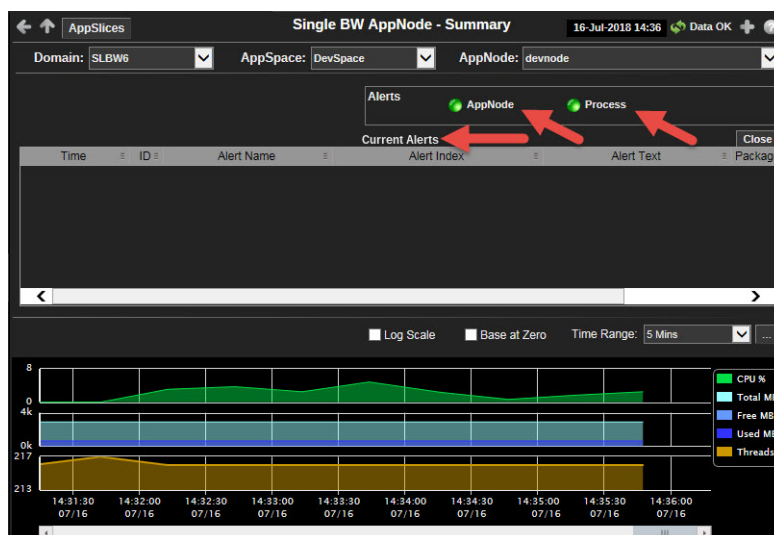 AppSlices Single BW AppNode - Summary 16-Jul-2018 14:36 Data OK
Domain: SLBW6 AppSpace: DevSpace AppNode: devnode
Alerts
AppNode Process
Current Alerts Close
Time ID Alert Name Alert Index Alert Text Packag
Log Scale Base at Zero Time Range: 5 Mins ...
8
0
4k
0k
217
213
CPU %
Total M
Free MB
Used M
Threads
14:31:30 14:32:00 14:32:30 14:33:00 14:33:30 14:34:00 14:34:30 14:35:00 14:35:30 14:36:00
07/16 07/16 07/16 07/16 07/16 07/16 07/16 07/16 07/16 07/16